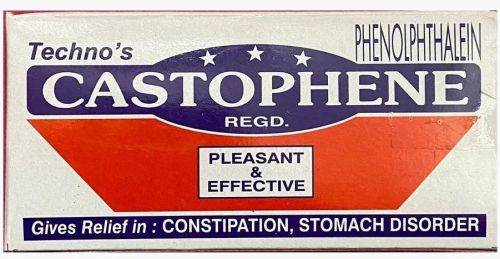 Techno's
PHENOLPHTHALEIN
CASTOPHENE
REGD.
PLEASANT
&
EFFECTIVE
Gives Relief in : CONSTIPATION, STOMACH DISORDER